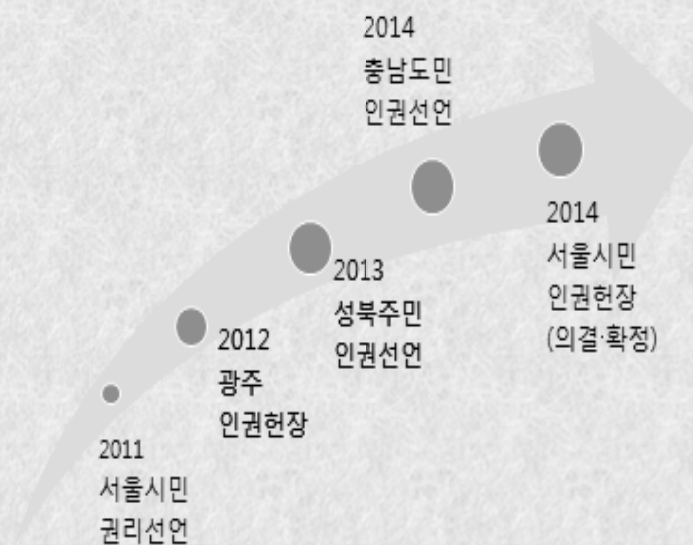 2011
서울시민
권리선언
2012
광주
인권헌장
2013
성북주민
인권선언
2014
충남도민
인권선언
2014
서울시민
인권헌장
(의결·확정)